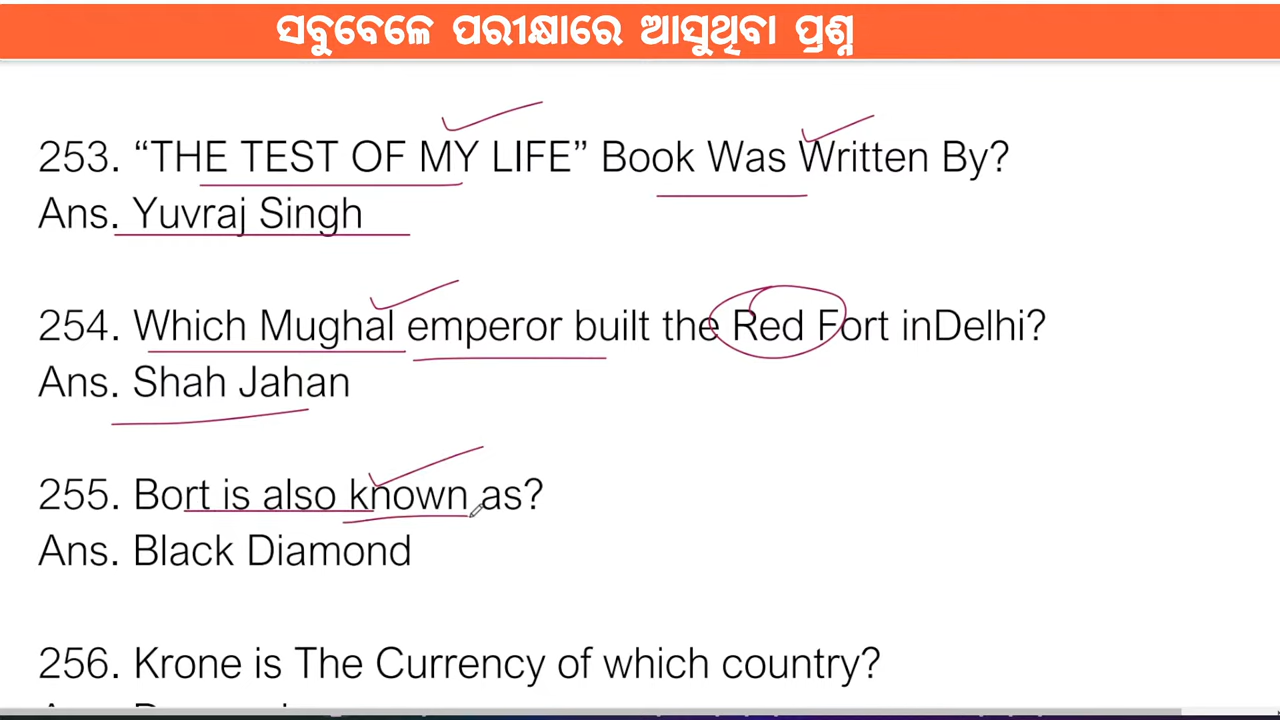 ସବୁବେଳେ ପରୀକ୍ଷାରେ ଆସୁଥିବା ପ୍ରଶ୍ନ
253. “THE TEST OF MY LIFE” Book Was Written By?
Ans. Yuvraj Singh
254. Which Mughal emperor built the Red Fort inDelhi?
Ans. Shah Jahan
255. Bort is also known as?
Ans. Black Diamond
256. Krone is The Currency of which country?